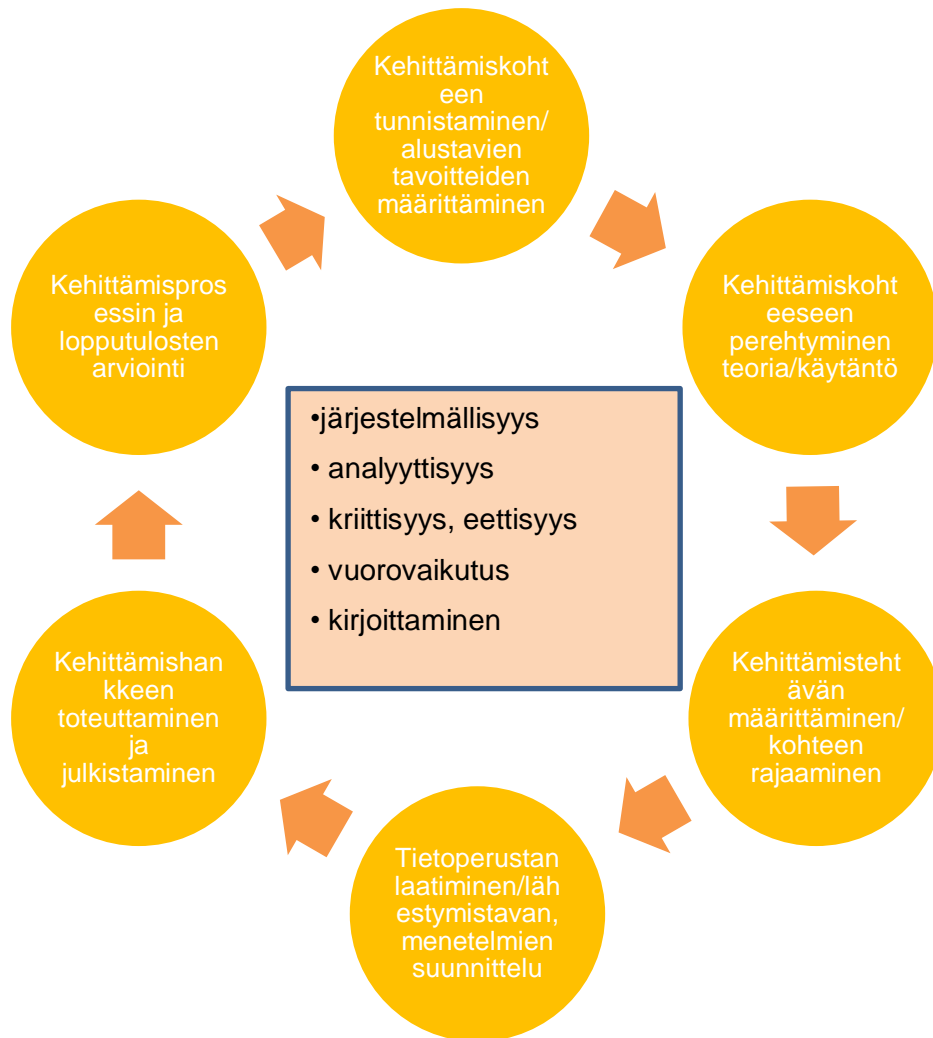 Kehittämiskoht
een
tunnistaminen/
alustavien
tavoitteiden
määrittäminen
Kehittämiskoht
eeseen
perehtyminen
teoria/käytäntö
Kehittämisteht
ävän
määrittäminen/
kohteen
rajaaminen
Tietoperustan
laatiminen/läh
estymistavan,
menetelmien
suunnittelu
Kehittämishan
kkeen
toteuttaminen
ja
julkistaminen
Kehittämispros
essin ja
lopputulosten
arviointi
•järjestelmällisyys
• analyyttisyys
• kriittisyys, eettisyys
• vuorovaikutus
• kirjoittaminen